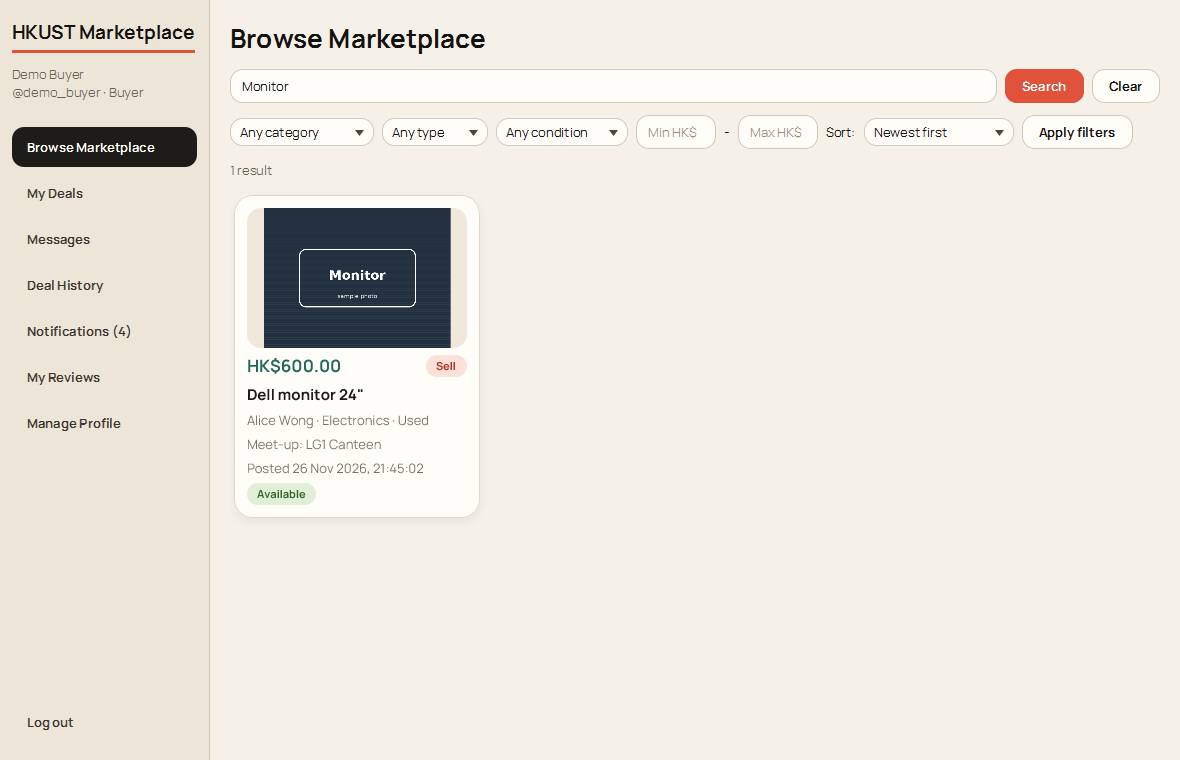 HKUST Marketplace
Demo Buyer
@demo_buyer · Buyer
Browse Marketplace
My Deals
Messages
Deal History
Notifications (4)
My Reviews
Manage Profile
Log out
Browse Marketplace
Monitor Search Clear
Any category Any type Any condition Min HK$ - Max HK$ Sort: Newest first Apply filters
1 result
Monitor
sample photo
HK$600.00 Sell
Dell monitor 24"
Alice Wong · Electronics · Used
Meet-up: LG1 Canteen
Posted 26 Nov 2026, 21:45:02
Available